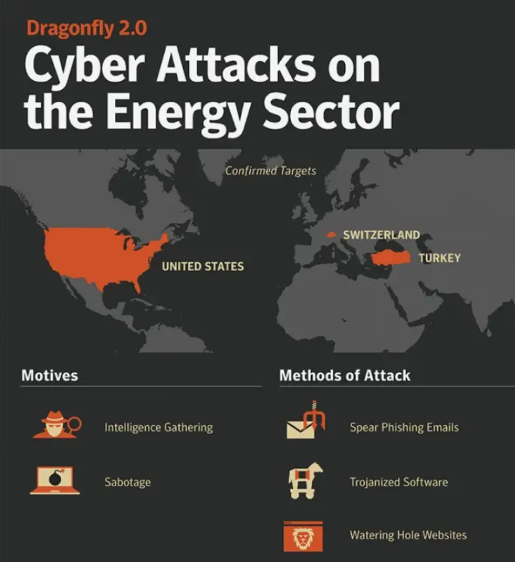 Dragonfly 2.0
Cyber Attacks on
the Energy Sector
Confirmed Targets
SWITZERLAND
TURKEY
UNITED STATES
Motives
Intelligence Gathering
Sabotage
Methods of Attack
Spear Phishing Emails
Trojanized Software
Watering Hole Websites